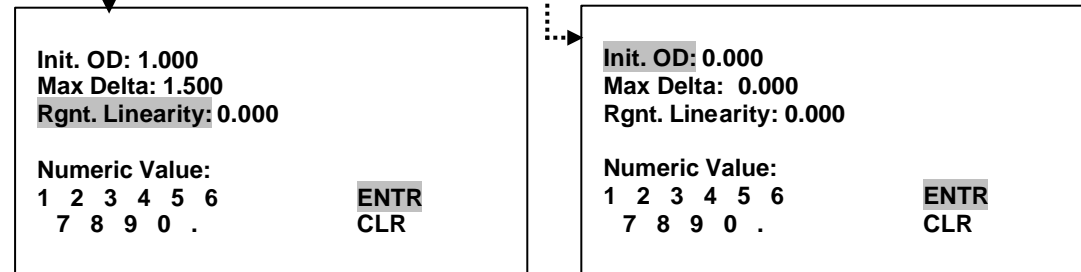 Init. OD: 1.000
Max Delta: 1.500
Rgnt. Linearity: 0.000
Numeric Value:
1 2 3 4 5 6 ENTR
7 8 9 0 . CLR
Init. OD: 0.000
Max Delta: 0.000
Rgnt. Linearity: 0.000
Numeric Value:
1 2 3 4 5 6 ENTR
7 8 9 0 . CLR